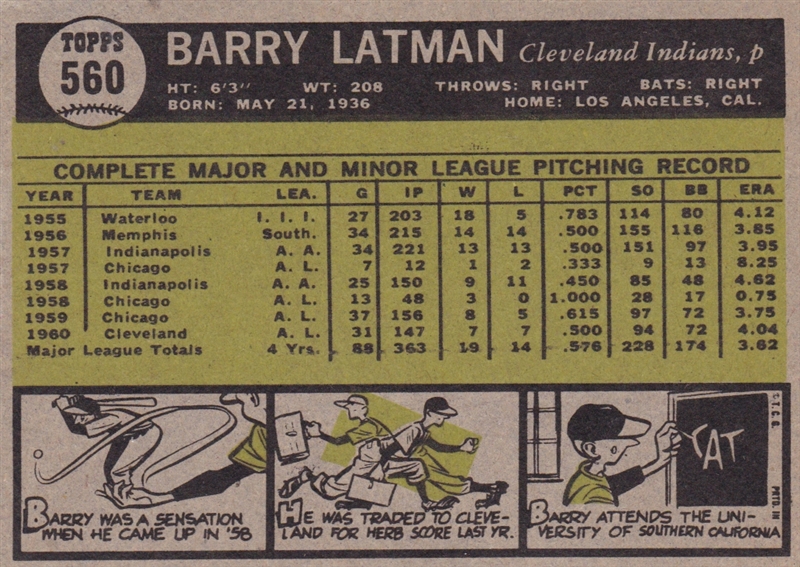 TOPPS
560
BARRY LATMAN Cleveland Indians, p
HT: 6'3" WT: 208 THROWS: RIGHT BATS: RIGHT
BORN: MAY 21, 1936 HOME: LOS ANGELES, CAL.
COMPLETE MAJOR AND MINOR LEAGUE PITCHING RECORD
YEAR TEAM LEA. G IP W L PCT SO BB ERA
1955 Waterloo I. I. I. 27 203 18 5 .783 114 80 4.12
1956 Memphis South. 34 215 14 14 .500 155 116 3.85
1957 Indianapolis A. A. 34 221 13 13 .500 151 97 3.95
1957 Chicago A. L. 7 12 1 2 .333 9 13 8.25
1958 Indianapolis A. A. 25 150 9 11 .450 85 48 4.62
1958 Chicago A. L. 13 48 3 0 1.000 28 17 0.75
1959 Chicago A. L. 37 156 8 5 .615 97 72 3.75
1960 Cleveland A. L. 31 147 7 7 .500 94 72 4.04
Major League Totals 4 Yrs. 88 363 19 14 .576 228 174 3.62
BARRY WAS A SENSATION
WHEN HE CAME UP IN '58
HE WAS TRADED TO CLEVE-
LAND FOR HERB SCORE LAST YR.
CAT
BARRY ATTENDS THE UNI-
VERSITY OF SOUTHERN CALIFORNIA
© T.C.G. PRTD. IN